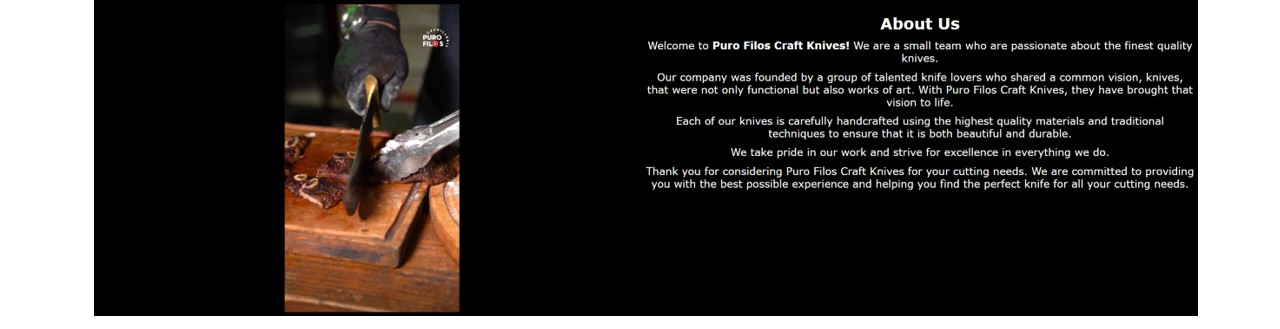 PURO
FILOS
About Us
Welcome to Puro Filos Craft Knives! We are a small team who are passionate about the finest quality
knives.
Our company was founded by a group of talented knife lovers who shared a common vision, knives,
that were not only functional but also works of art. With Puro Filos Craft Knives, they have brought that
vision to life.
Each of our knives is carefully handcrafted using the highest quality materials and traditional
techniques to ensure that it is both beautiful and durable.
We take pride in our work and strive for excellence in everything we do.
Thank you for considering Puro Filos Craft Knives for your cutting needs. We are committed to providing
you with the best possible experience and helping you find the perfect knife for all your cutting needs.